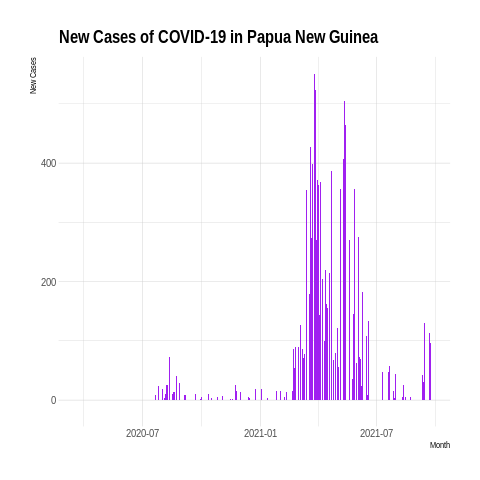 New Cases of COVID-19 in Papua New Guinea
New Cases
400
200
0
2020-07
2021-01
2021-07
Month